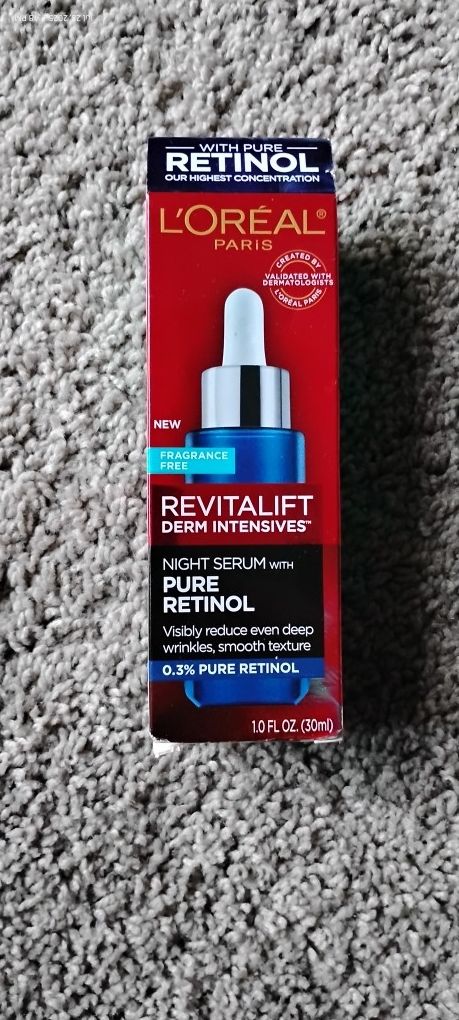 WITH PURE
RETINOL
OUR HIGHEST CONCENTRATION
L'ORÉAL®
PARIS
CREATED BY
VALIDATED WITH
DERMATOLOGISTS
L'ORÉAL PARIS
NEW
FRAGRANCE
FREE
REVITALIFT
DERM INTENSIVES™
NIGHT SERUM WITH
PURE
RETINOL
Visibly reduce even deep
wrinkles, smooth texture
0.3% PURE RETINOL
1.0 FL OZ. (30ml)